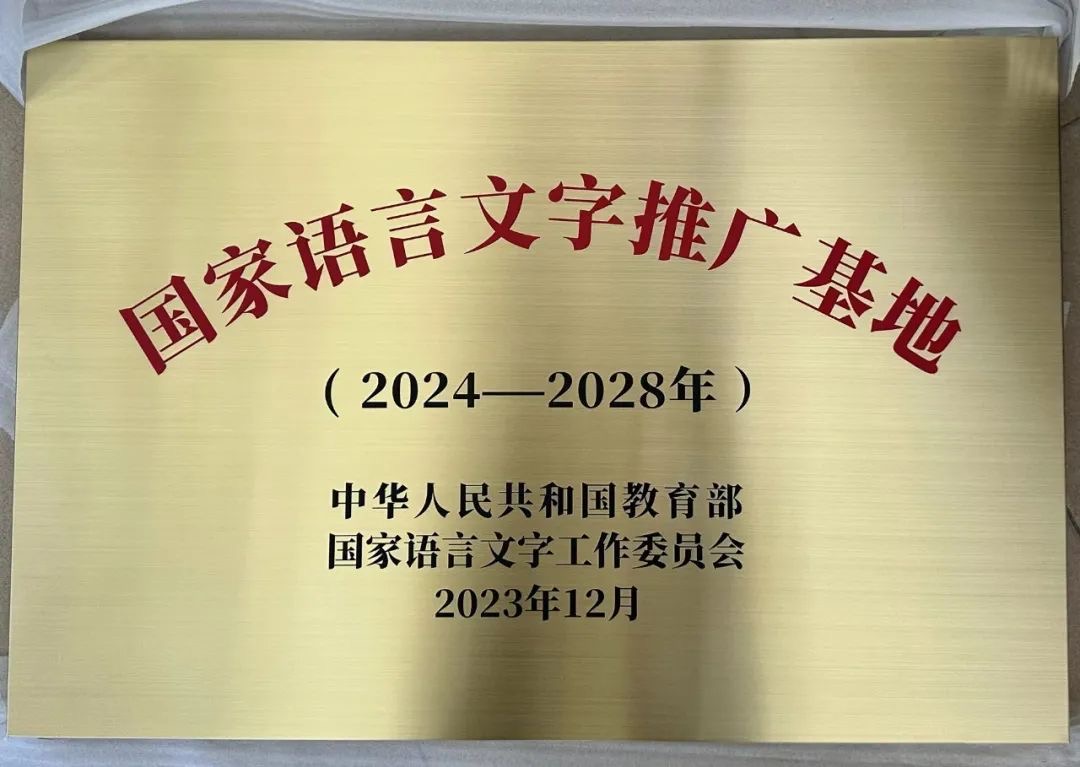 国家语言文字推广基地
（2024—2028年）
中华人民共和国教育部
国家语言文字工作委员会
2023年12月